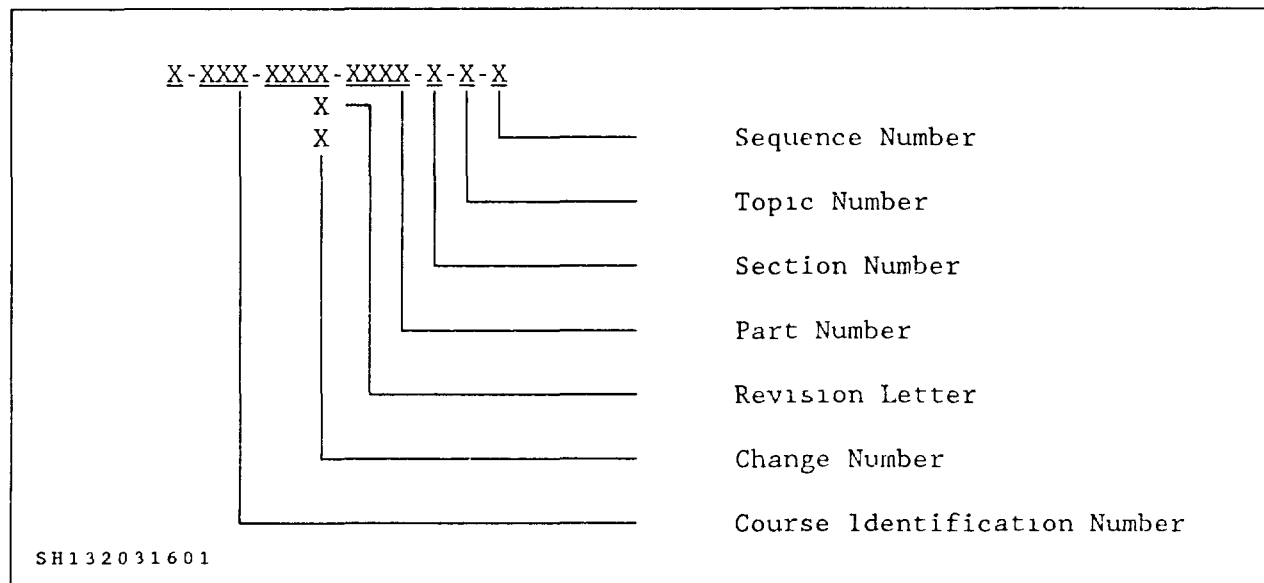 X-XXX-XXXX-XXXX-X-X-X
X
X
Sequence Number
Topic Number
Section Number
Part Number
Revision Letter
Change Number
Course Identification Number
SH132031601